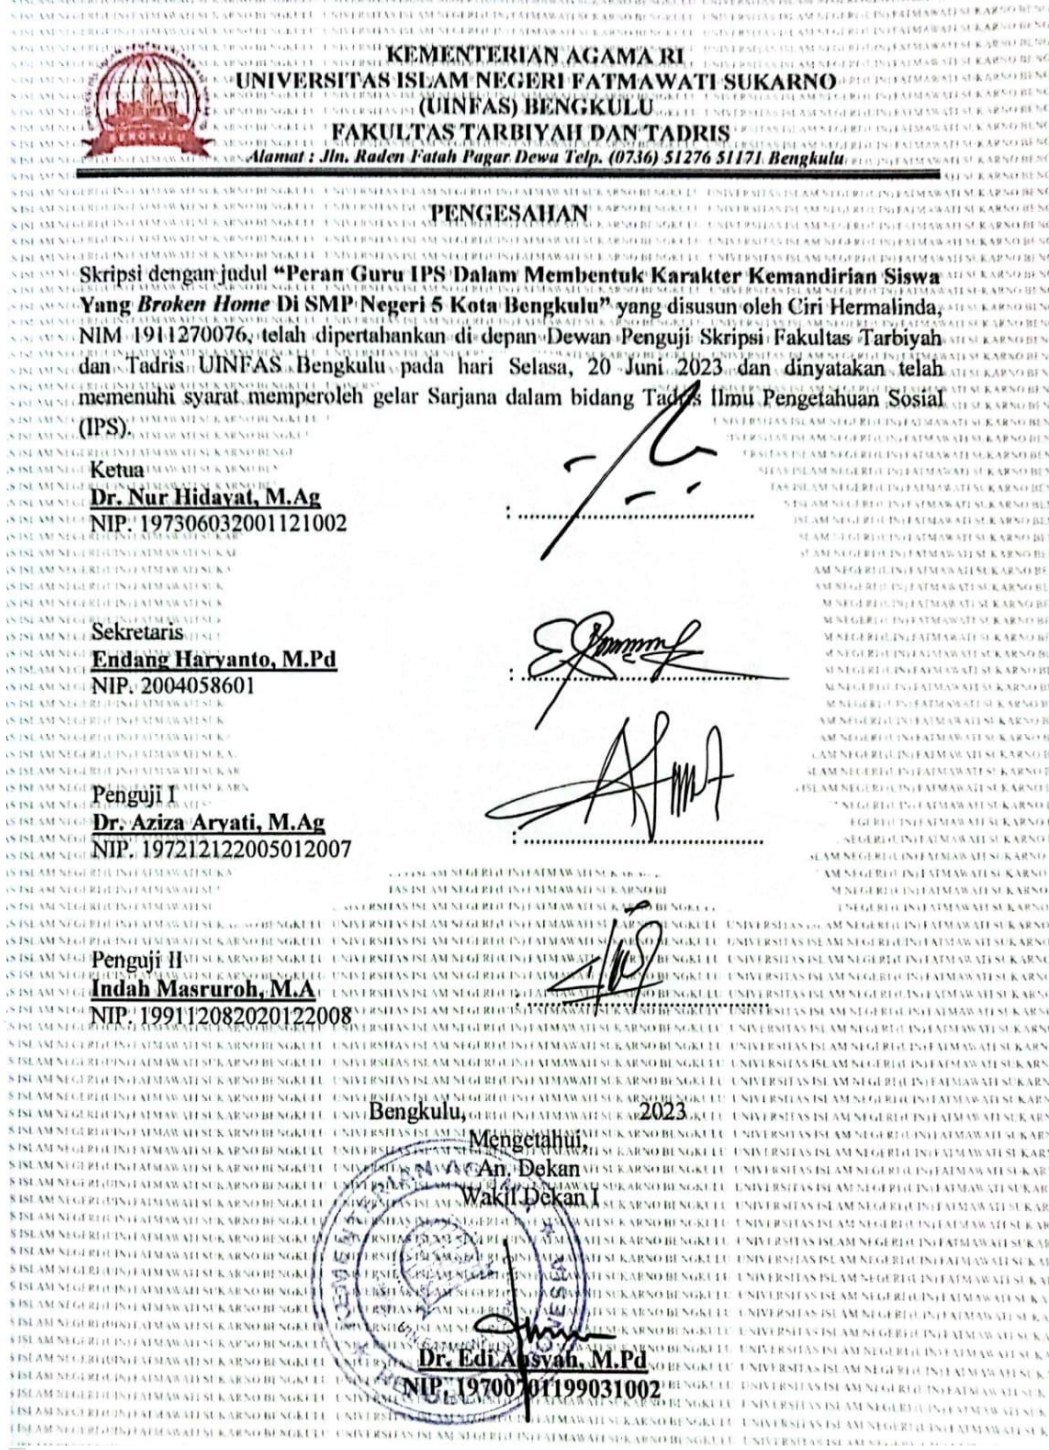 KEMENTERIAN AGAMA RI
UNIVERSITAS ISLAM NEGERI FATMAWATI SUKARNO
(UINFAS) BENGKULU
FAKULTAS TARBIYAH DAN TADRIS
Alamat : Jln. Raden Fatah Pagar Dewa Telp. (0736) 51276 51171 Bengkulu
BENGKULU
PENGESAHAN
Skripsi dengan judul “Peran Guru IPS Dalam Membentuk Karakter Kemandirian Siswa
Yang Broken Home Di SMP Negeri 5 Kota Bengkulu” yang disusun oleh Ciri Hermalinda,
NIM 1911270076, telah dipertahankan di depan Dewan Penguji Skripsi Fakultas Tarbiyah
dan Tadris UINFAS Bengkulu pada hari Selasa, 20 Juni 2023 dan dinyatakan telah
memenuhi syarat memperoleh gelar Sarjana dalam bidang Tadris Ilmu Pengetahuan Sosial
(IPS).
Ketua
Dr. Nur Hidayat, M.Ag
NIP. 197306032001121002
Sekretaris
Endang Haryanto, M.Pd
NIP. 2004058601
Penguji I
Dr. Aziza Aryati, M.Ag
NIP. 197212122005012007
Penguji II
Indah Masruroh, M.A
NIP. 199112082020122008
Bengkulu, 2023
Mengetahui,
An. Dekan
Wakil Dekan I
KEMENTERIAN AGAMA
Dr. Edi Ansyah, M.Pd
NIP. 19700701199031002